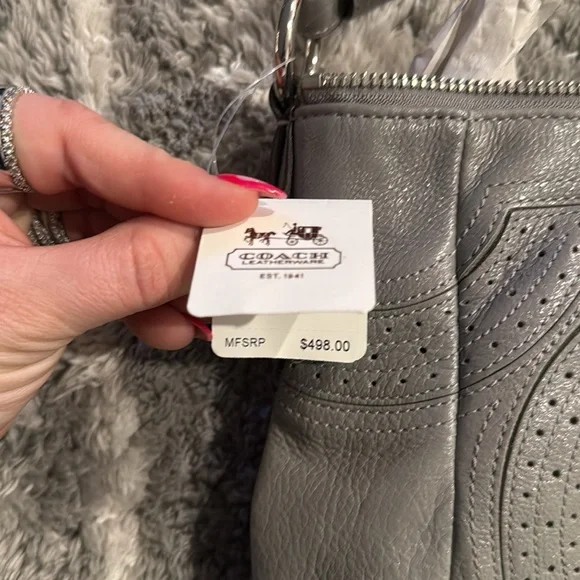 COACH
LEATHERWARE
EST. 1941
MFSRP $498.00